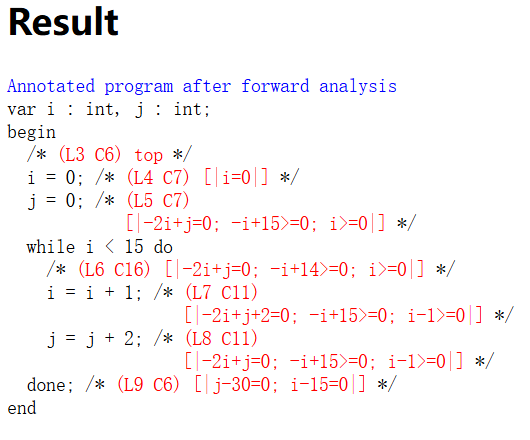 Result
Annotated program after forward analysis
var i : int, j : int;
begin
  /* (L3 C6) top */
  i = 0; /* (L4 C7) [|i=0|] */
  j = 0; /* (L5 C7)
            [|-2i+j=0; -i+15>=0; i>=0|] */
  while i < 15 do
    /* (L6 C16) [|-2i+j=0; -i+14>=0; i>=0|] */
    i = i + 1; /* (L7 C11)
                  [|-2i+j+2=0; -i+15>=0; i-1>=0|] */
    j = j + 2; /* (L8 C11)
                  [|-2i+j=0; -i+15>=0; i-1>=0|] */
  done; /* (L9 C6) [|j-30=0; i-15=0|] */
end